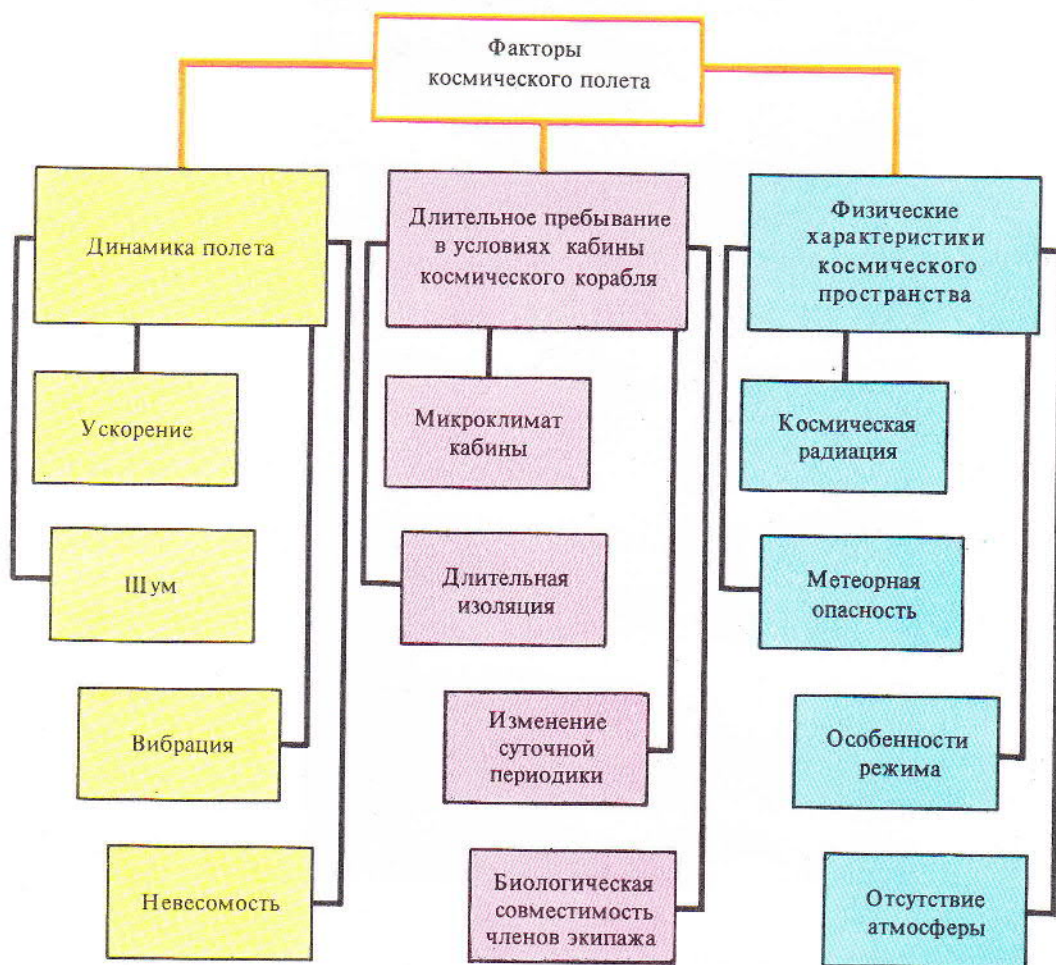 Факторы
космического полета
Динамика полета
Ускорение
Шум
Вибрация
Невесомость
Длительное пребывание
в условиях кабины
космического корабля
Микроклимат
кабины
Длительная
изоляция
Изменение
суточной
периодики
Биологическая
совместимость
членов экипажа
Физические
характеристики
космического
пространства
Космическая
радиация
Метеорная
опасность
Особенности
режима
Отсутствие
атмосферы